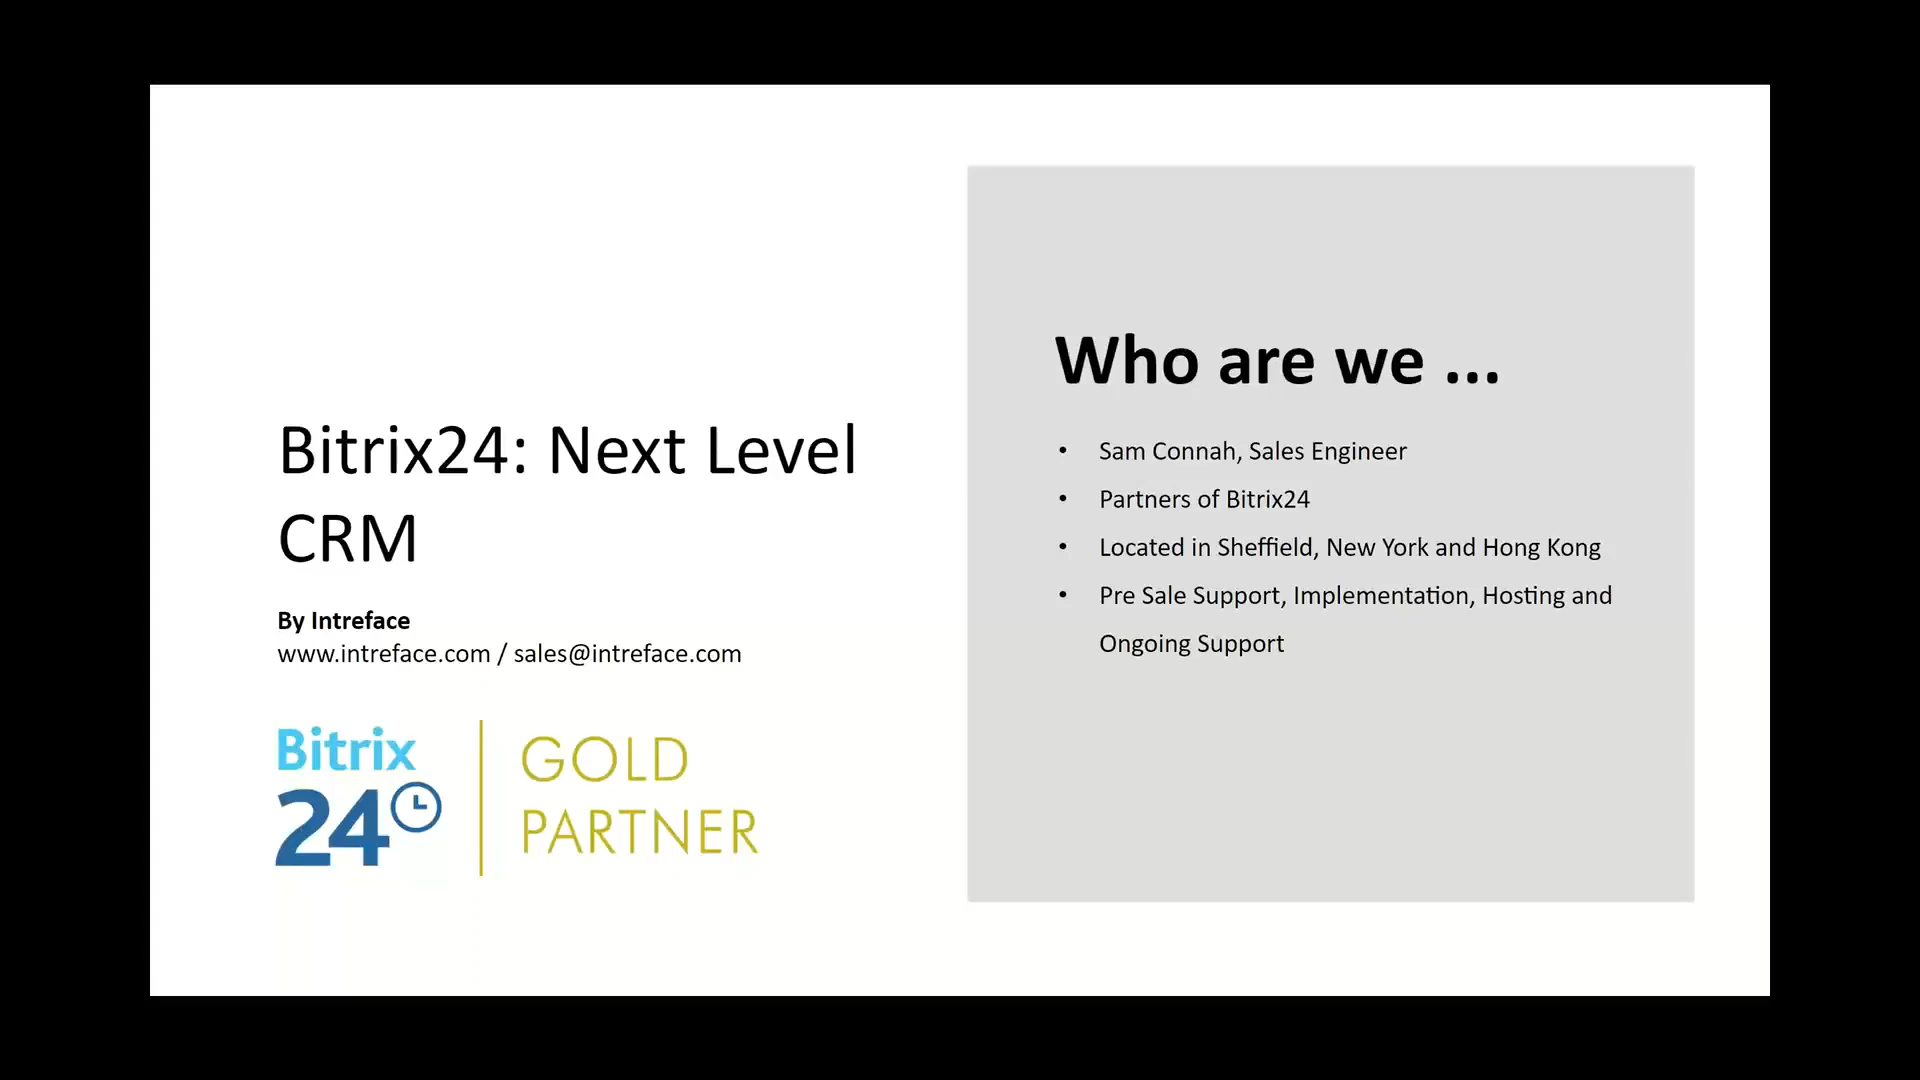 Bitrix24: Next Level
CRM
By Intreface
www.intreface.com / sales@intreface.com
Bitrix
24
GOLD
PARTNER
Who are we ...
• Sam Connah, Sales Engineer
• Partners of Bitrix24
• Located in Sheffield, New York and Hong Kong
• Pre Sale Support, Implementation, Hosting and
Ongoing Support